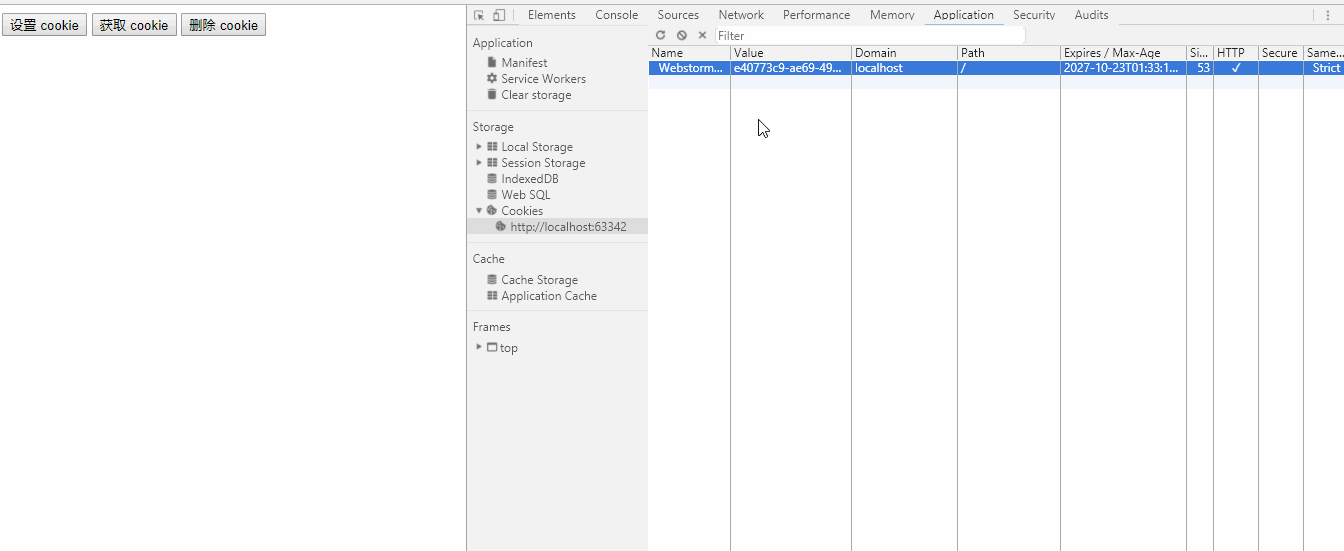 设置 cookie 获取 cookie 删除 cookie
Elements Console Sources Network Performance Memory Application Security Audits
Filter
Application
Manifest
Service Workers
Clear storage
Storage
Local Storage
Session Storage
IndexedDB
Web SQL
Cookies
http://localhost:63342
Cache
Cache Storage
Application Cache
Frames
top
Name Value Domain Path Expires / Max-Age Si... HTTP Secure Same...
Webstorm... e40773c9-ae69-49... localhost / 2027-10-23T01:33:1... 53 ✓ Strict